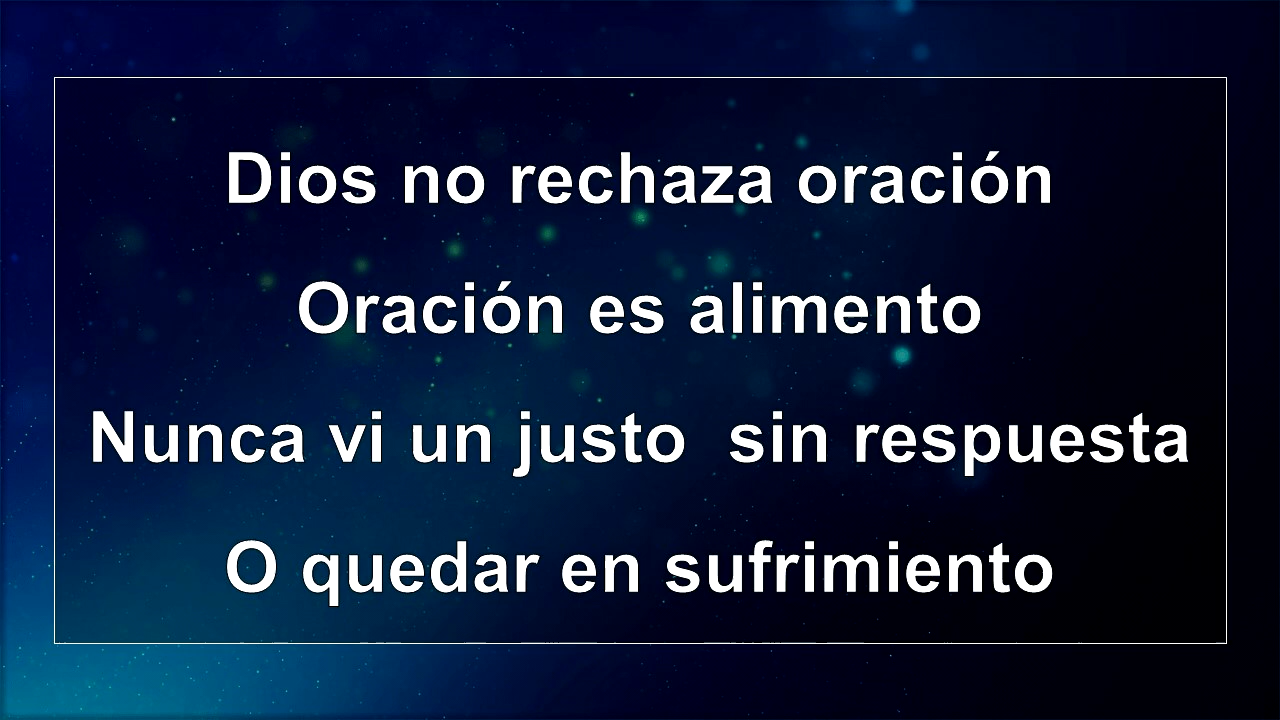 Dios no rechaza oración
Oración es alimento
Nunca vi un justo  sin respuesta
O quedar en sufrimiento